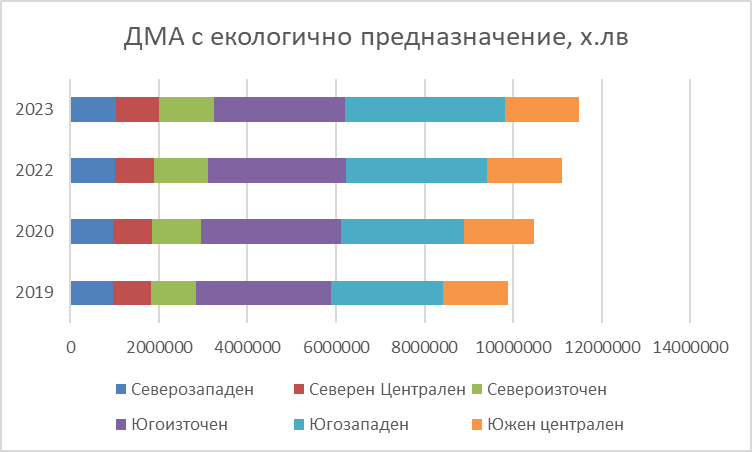 ДМА с екологично предназначение, х.лв
2023
2022
2020
2019
0 2000000 4000000 6000000 8000000 10000000 12000000 14000000
Северозападен Северен Централен Североизточен
Югоизточен Югозападен Южен централен